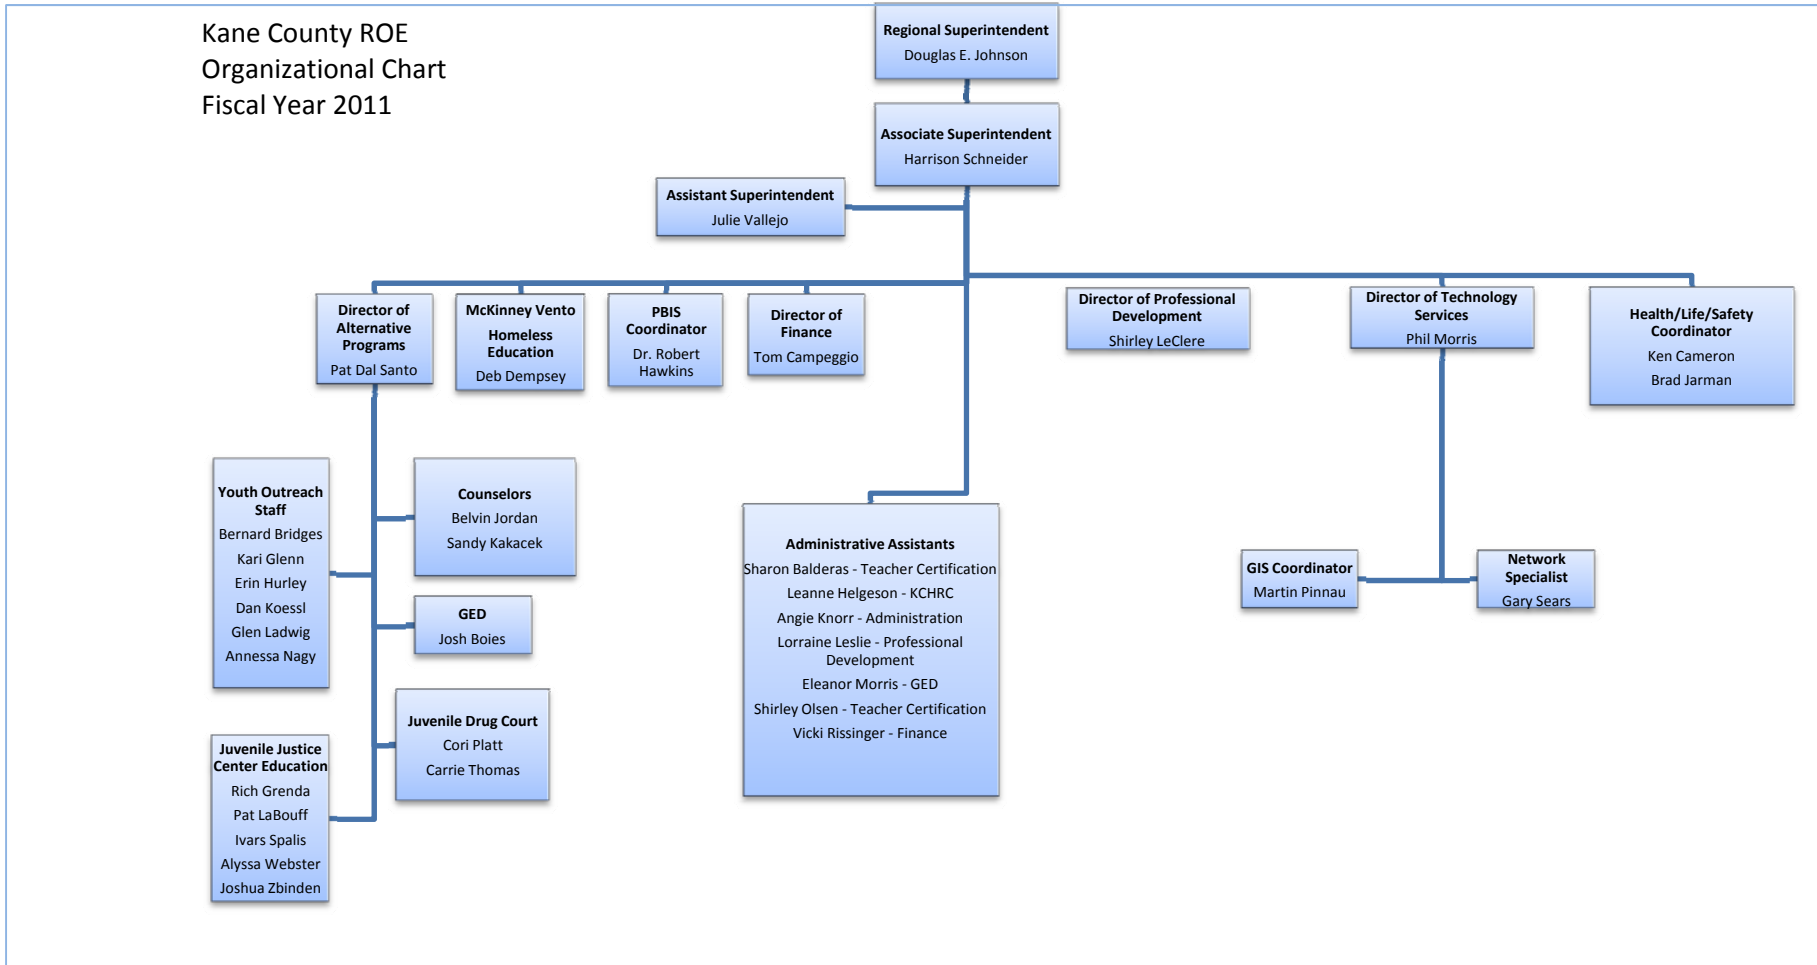 Kane County ROE
Organizational Chart
Fiscal Year 2011
Regional Superintendent
Douglas E. Johnson
Associate Superintendent
Harrison Schneider
Assistant Superintendent
Julie Vallejo
Director of
Alternative
Programs
Pat Dal Santo
McKinney Vento
Homeless
Education
Deb Dempsey
PBIS
Coordinator
Dr. Robert
Hawkins
Director of
Finance
Tom Campeggio
Director of Professional
Development
Shirley LeClere
Director of Technology
Services
Phil Morris
Health/Life/Safety
Coordinator
Ken Cameron
Brad Jarman
Youth Outreach
Staff
Bernard Bridges
Kari Glenn
Erin Hurley
Dan Koessl
Glen Ladwig
Annessa Nagy
Counselors
Belvin Jordan
Sandy Kakacek
GED
Josh Boies
Juvenile Drug Court
Cori Platt
Carrie Thomas
Juvenile Justice
Center Education
Rich Grenda
Pat LaBouff
Ivars Spalis
Alyssa Webster
Joshua Zbinden
Administrative Assistants
Sharon Balderas - Teacher Certification
Leanne Helgeson - KCHRC
Angie Knorr - Administration
Lorraine Leslie - Professional
Development
Eleanor Morris - GED
Shirley Olsen - Teacher Certification
Vicki Rissinger - Finance
GIS Coordinator
Martin Pinnau
Network
Specialist
Gary Sears